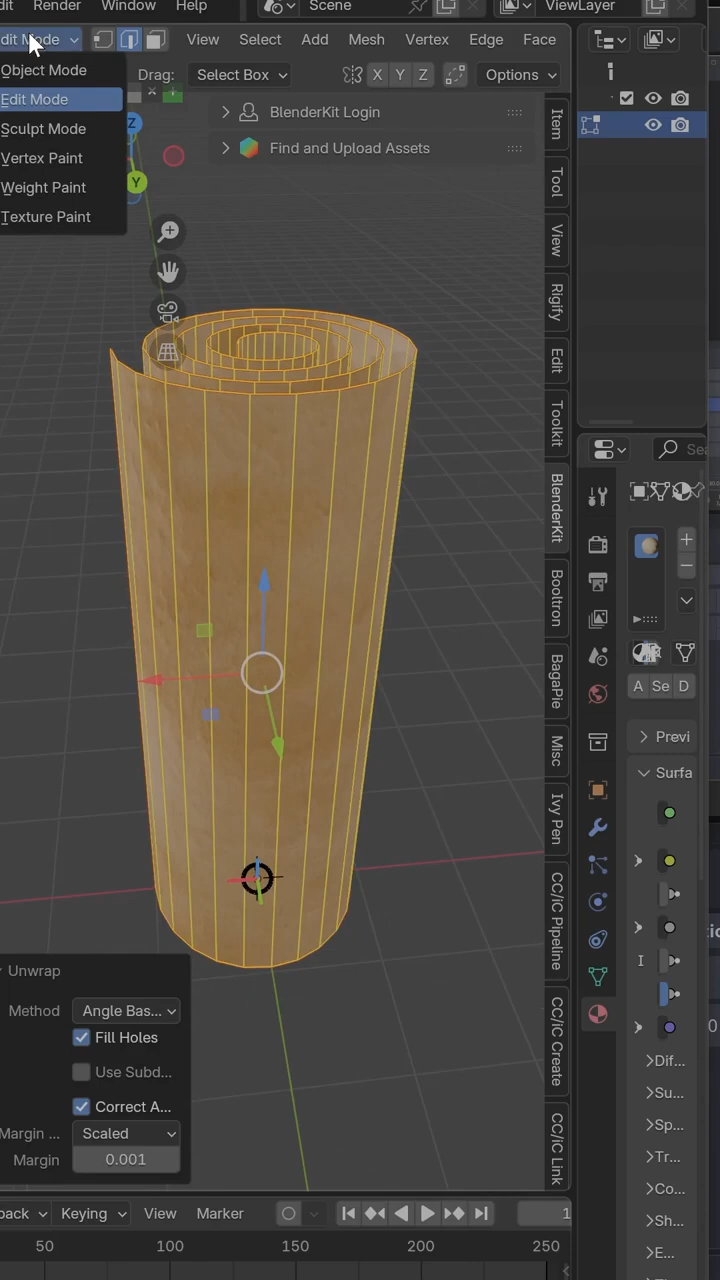 dit Render Window Help Scene ViewLayer
dit Mode View Select Add Mesh Vertex Edge Face
Drag: Select Box X Y Z Options
Object Mode
Edit Mode
Sculpt Mode
Vertex Paint
Weight Paint
Texture Paint
BlenderKit Login
Find and Upload Assets
Z
Y
Item
Tool
View
Rigify
Edit
Toolkit
BlenderKit
Booltron
BagaPie
Misc
Ivy Pen
CC/iC Pipeline
CC/iC Create
CC/iC Link
Sea
A Se D
Previ
Surfa
Dif...
Su...
Sp...
Tr...
Co...
Sh...
E...
Unwrap
Method Angle Bas...
Fill Holes
Use Subd...
Correct A...
Margin ... Scaled
Margin 0.001
back Keying View Marker 1
50 100 150 200 250